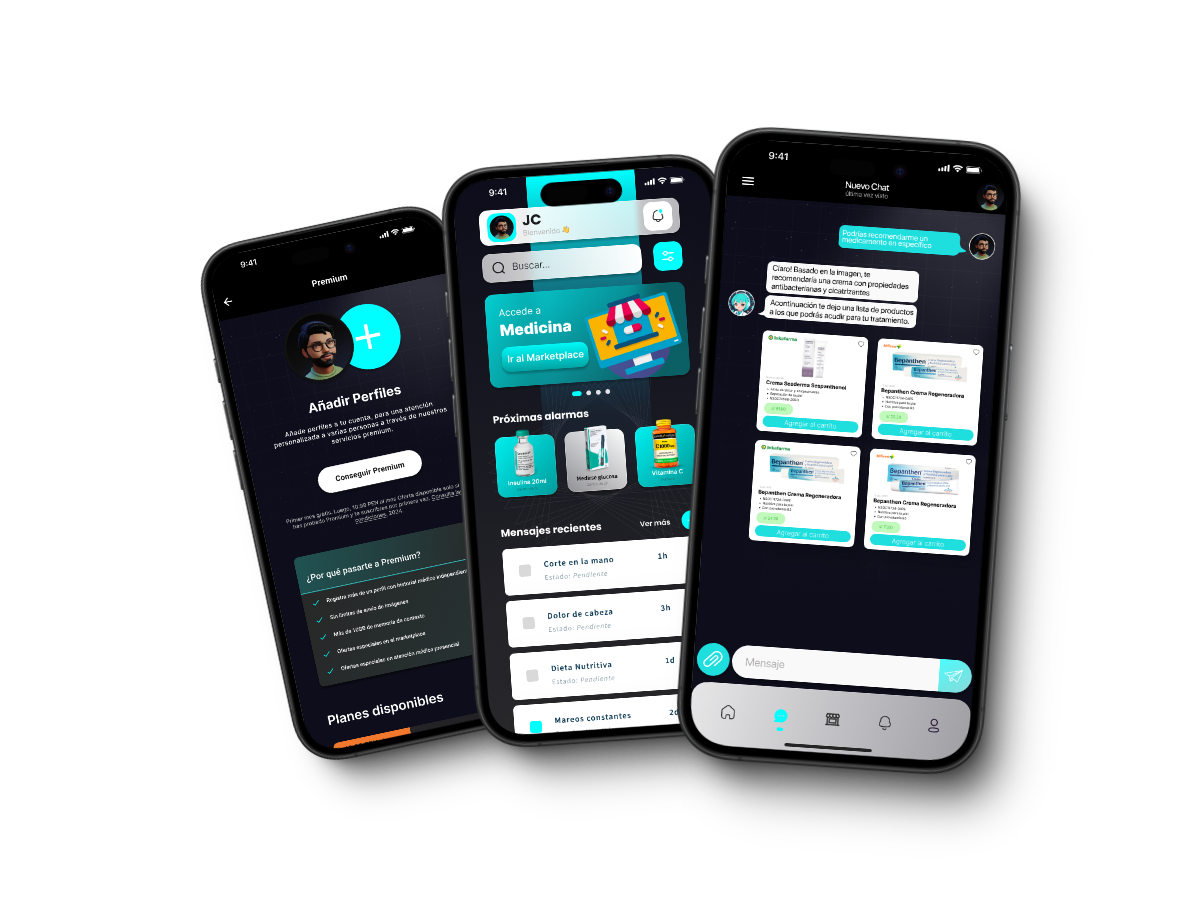 9:41
Premium
Añadir Perfiles
Añade perfiles a tu cuenta, para una atención
personalizada a varias personas a través de nuestros
servicios premium.
Conseguir Premium
Primer mes gratis. Luego, 10.90 PEN al mes Oferta disponible solo si
has probado Premium y te suscribes por primera vez. Consulta
condiciones. 2024
¿Por qué pasarte a Premium?
Registra más de un perfil con historial médico
Sin límites de envío de imágenes
Más de de memoria de contexto
Ofertas especiales en el marketplace
Ofertas especiales en atención médica presencial
Planes disponibles
9:41
JC
Bienvenido 👋
Buscar...
Accede a
Medicina
Ir al Marketplace
Próximas alarmas
Insulina 20ml
Medese glucosa
C1000
Vitamina C
Mensajes recientes
Ver más
Corte en la mano
1h
Estado: Pendiente
Dolor de cabeza
3h
Estado: Pendiente
Dieta Nutritiva
1d
Estado: Pendiente
Mareos constantes
9:41
Nuevo Chat
última vez visto
Podrías recomendarme un
medicamento en específico
Claro! Basado en la imagen, te
recomendaría una crema con propiedades
antibacterianas y cicatrizantes
Acontinuación te dejo una lista de productos
a los que podrás acudir para tu tratamiento.
Inkafarma
Crema Sesderma Sespanthenol
Agregar al carrito
Mifarma
Bepanthen
Bepanthen Crema Regeneradora
Agregar al carrito
Inkafarma
Bepanthen
Bepanthen Crema Regeneradora
Agregar al carrito
Mifarma
Bepanthen
Bepanthen Crema Regeneradora
Agregar al carrito
Mensaje